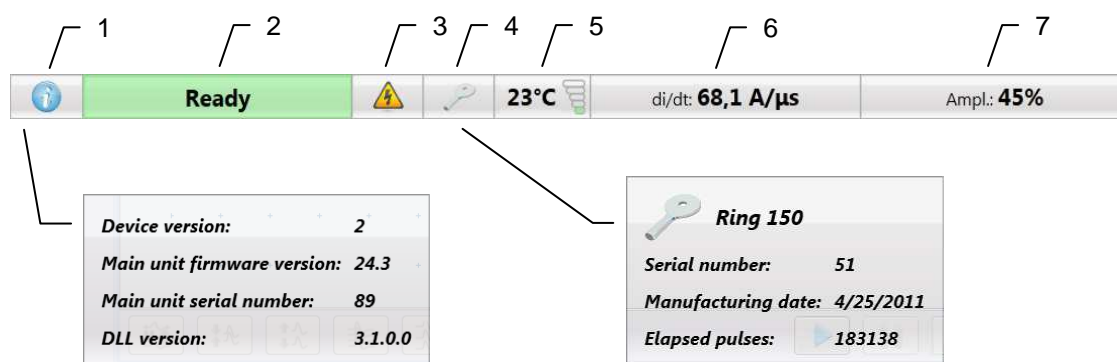 1 2 3 4 5 6 7
Ready 23°C di/dt: 68,1 A/µs Ampl.: 45%
Device version: 2
Main unit firmware version: 24.3
Main unit serial number: 89
DLL version: 3.1.0.0
Ring 150
Serial number: 51
Manufacturing date: 4/25/2011
Elapsed pulses: 183138